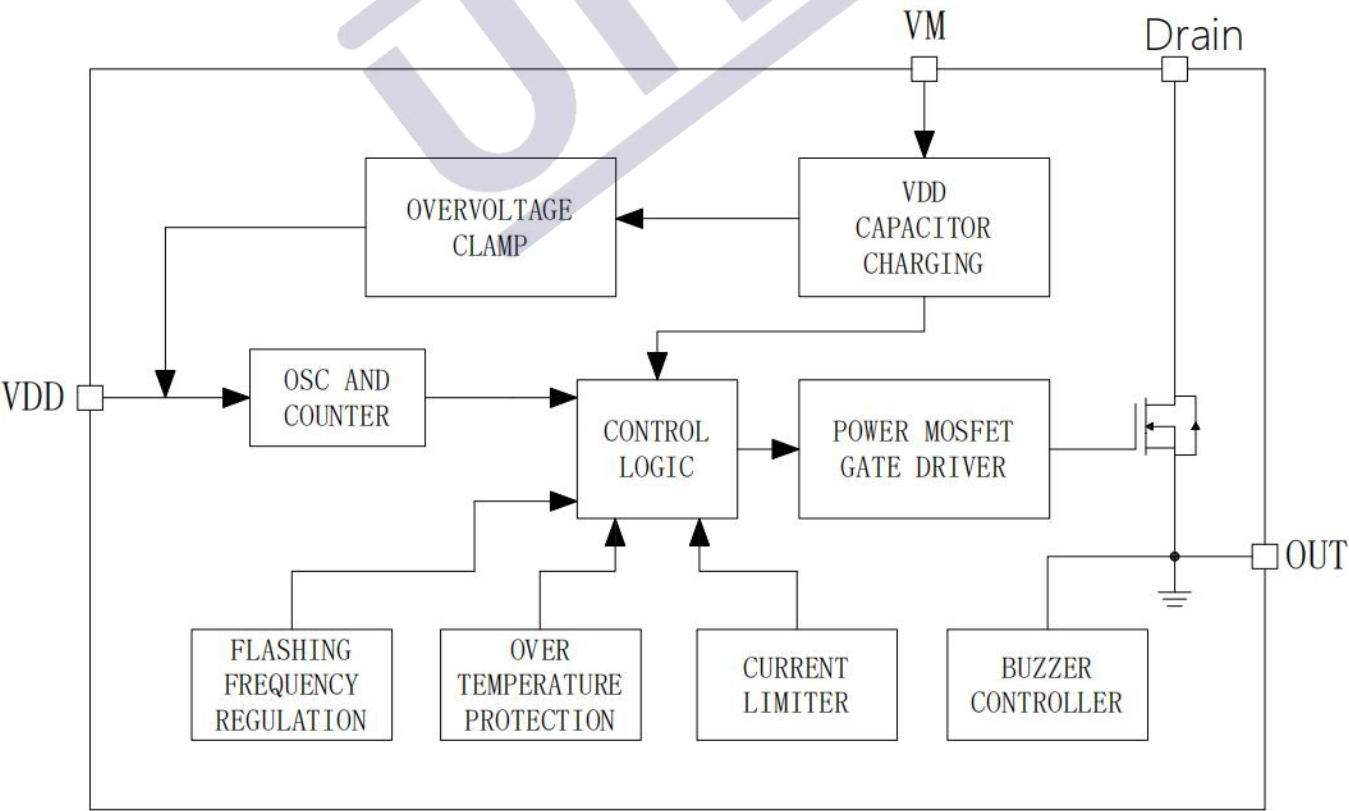 VM
Drain
OVERVOLTAGE
CLAMP
VDD
CAPACITOR
CHARGING
VDD
OSC AND
COUNTER
CONTROL
LOGIC
POWER MOSFET
GATE DRIVER
OUT
FLASHING
FREQUENCY
REGULATION
OVER
TEMPERATURE
PROTECTION
CURRENT
LIMITER
BUZZER
CONTROLLER